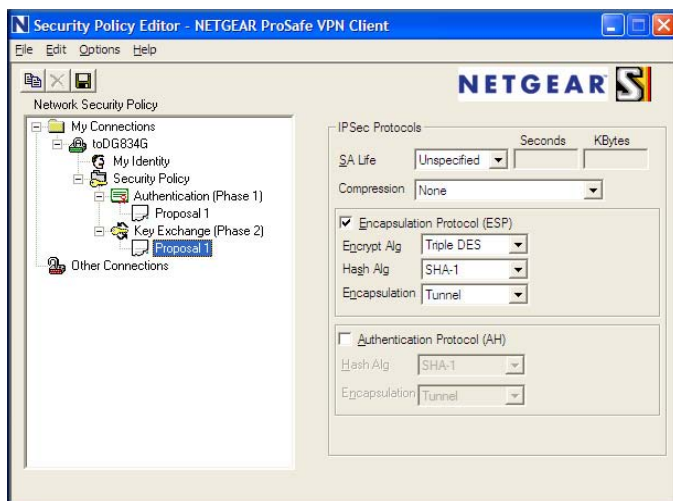 N Security Policy Editor - NETGEAR ProSafe VPN Client
File Edit Options Help
NETGEAR S
Network Security Policy
My Connections
toDG834G
My Identity
Security Policy
Authentication (Phase 1)
Proposal 1
Key Exchange (Phase 2)
Proposal 1
Other Connections
IPSec Protocols
Seconds KBytes
SA Life Unspecified
Compression None
Encapsulation Protocol (ESP)
Encrypt Alg Triple DES
Hash Alg SHA-1
Encapsulation Tunnel
Authentication Protocol (AH)
Hash Alg SHA-1
Encapsulation Tunnel